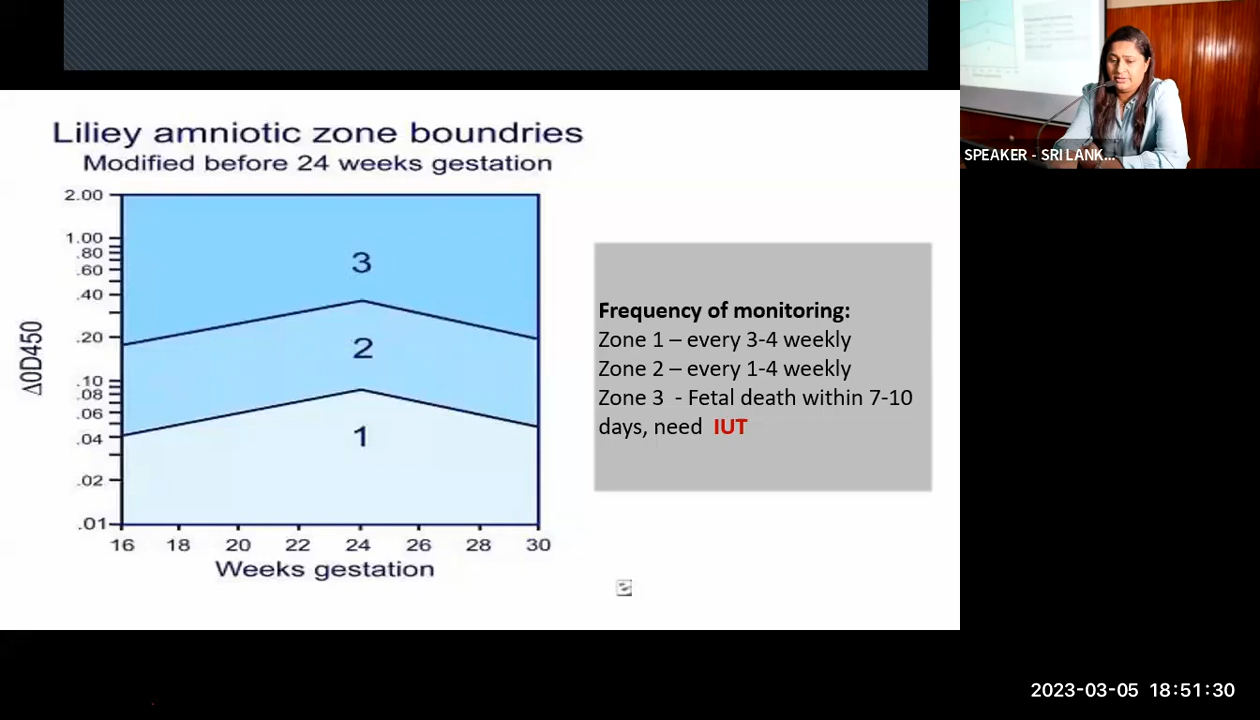 Liliey amniotic zone boundries
Modified before 24 weeks gestation
2.00
1.00
.80
.60
.40
.20
.10
.08
.06
.04
.02
.01
∆0D450
3
2
1
16 18 20 22 24 26 28 30
Weeks gestation
Frequency of monitoring:
Zone 1 – every 3-4 weekly
Zone 2 – every 1-4 weekly
Zone 3 - Fetal death within 7-10
days, need IUT
SPEAKER - SRI LANK...
2023-03-05 18:51:30